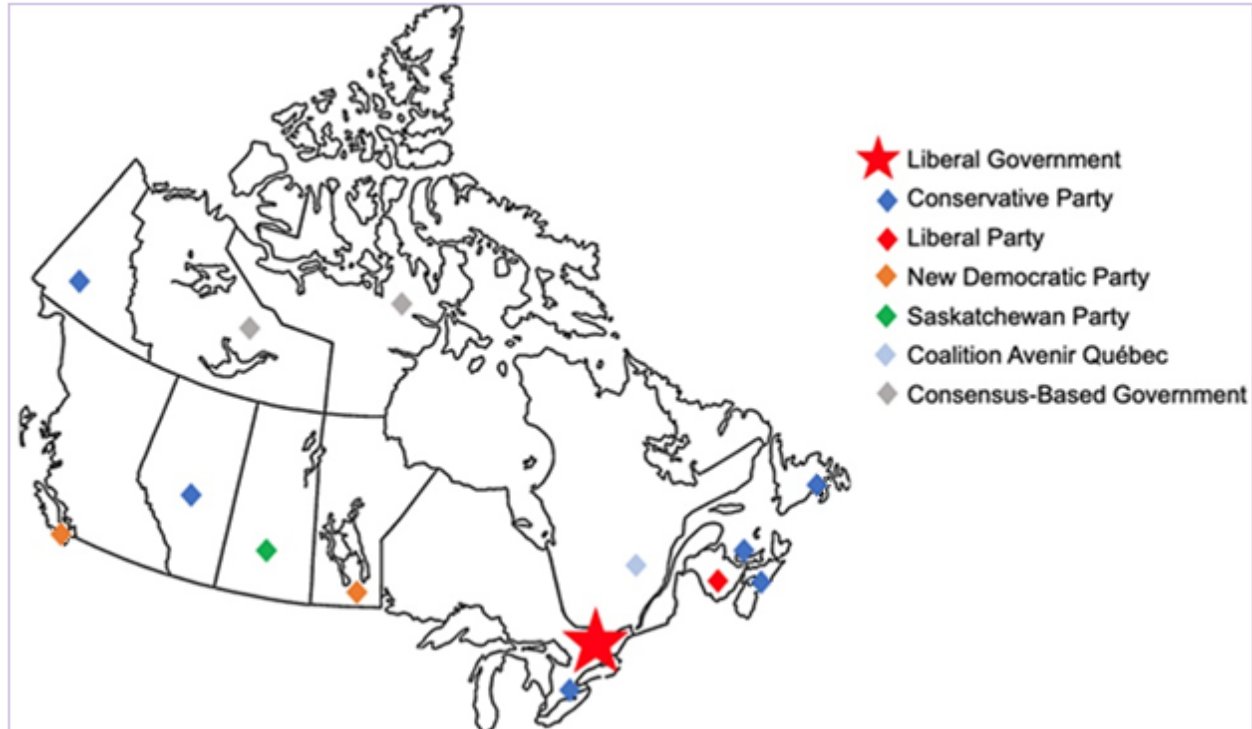 Liberal Government
Conservative Party
Liberal Party
New Democratic Party
Saskatchewan Party
Coalition Avenir Québec
Consensus-Based Government